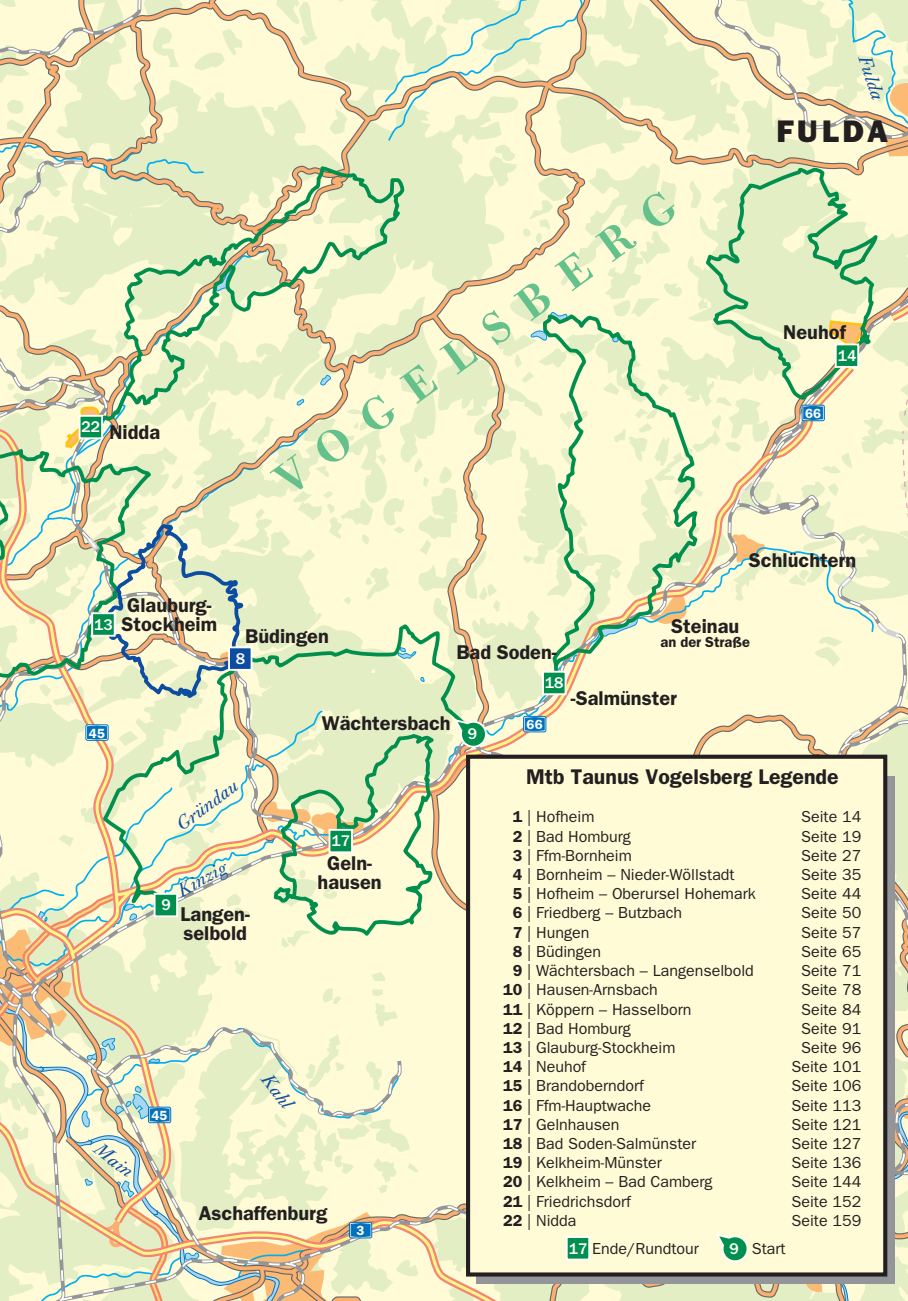 Fulda
FULDA
VOGELSBERG
Neuhof
14
66
22
Nidda
Schlüchtern
Glauburg-
Stockheim
13
Büdingen
8
Steinau
an der Straße
Bad Soden-
18
-Salmünster
Wächtersbach
9
66
45
Gründau
17
Geln-
hausen
Kinzig
9
Langen-
selbold
Kahl
45
Main
Aschaffenburg
3
Mtb Taunus Vogelsberg Legende
1 | Hofheim Seite 14
2 | Bad Homburg Seite 19
3 | Ffm-Bornheim Seite 27
4 | Bornheim – Nieder-Wöllstadt Seite 35
5 | Hofheim – Oberursel Hohemark Seite 44
6 | Friedberg – Butzbach Seite 50
7 | Hungen Seite 57
8 | Büdingen Seite 65
9 | Wächtersbach – Langenselbold Seite 71
10 | Hausen-Arnsbach Seite 78
11 | Köppern – Hasselborn Seite 84
12 | Bad Homburg Seite 91
13 | Glauburg-Stockheim Seite 96
14 | Neuhof Seite 101
15 | Brandoberndorf Seite 106
16 | Ffm-Hauptwache Seite 113
17 | Gelnhausen Seite 121
18 | Bad Soden-Salmünster Seite 127
19 | Kelkheim-Münster Seite 136
20 | Kelkheim – Bad Camberg Seite 144
21 | Friedrichsdorf Seite 152
22 | Nidda Seite 159
17 Ende/Rundtour 9 Start